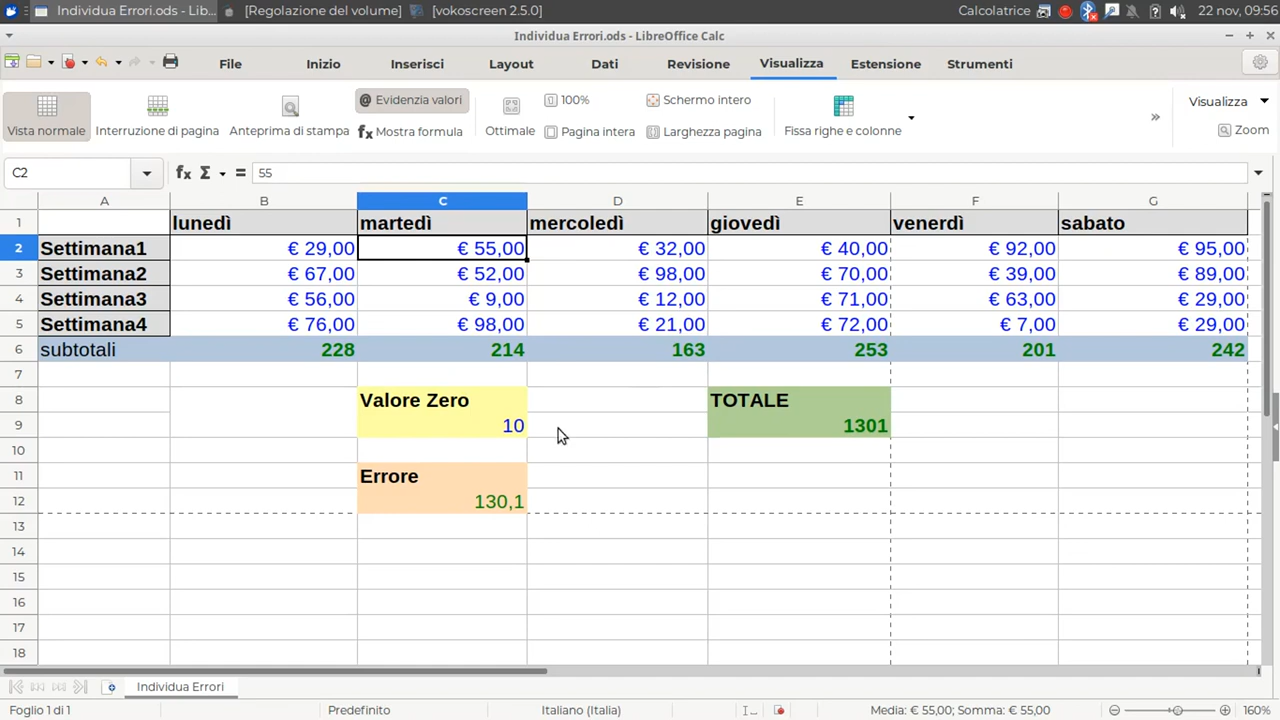 Individua Errori.ods - Lib... [Regolazione del volume] [vokoscreen 2.5.0] Calcolatrice 22 nov, 09:56
Individua Errori.ods - LibreOffice Calc
File Inizio Inserisci Layout Dati Revisione Visualizza Estensione Strumenti
Vista normale Interruzione di pagina Anteprima di stampa Evidenzia valori Mostra formula Ottimale 100% Pagina intera Schermo intero Larghezza pagina Fissa righe e colonne » Visualizza Zoom
C2 fx Σ = 55
A B C D E F G
1 lunedì martedì mercoledì giovedì venerdì sabato
2 Settimana1 € 29,00 € 55,00 € 32,00 € 40,00 € 92,00 € 95,00
3 Settimana2 € 67,00 € 52,00 € 98,00 € 70,00 € 39,00 € 89,00
4 Settimana3 € 56,00 € 9,00 € 12,00 € 71,00 € 63,00 € 29,00
5 Settimana4 € 76,00 € 98,00 € 21,00 € 72,00 € 7,00 € 29,00
6 subtotali 228 214 163 253 201 242
7
8 Valore Zero TOTALE
9 10 1301
10
11 Errore
12 130,1
13
14
15
16
17
18
Individua Errori
Foglio 1 di 1 Predefinito Italiano (Italia) Media: € 55,00; Somma: € 55,00 160%